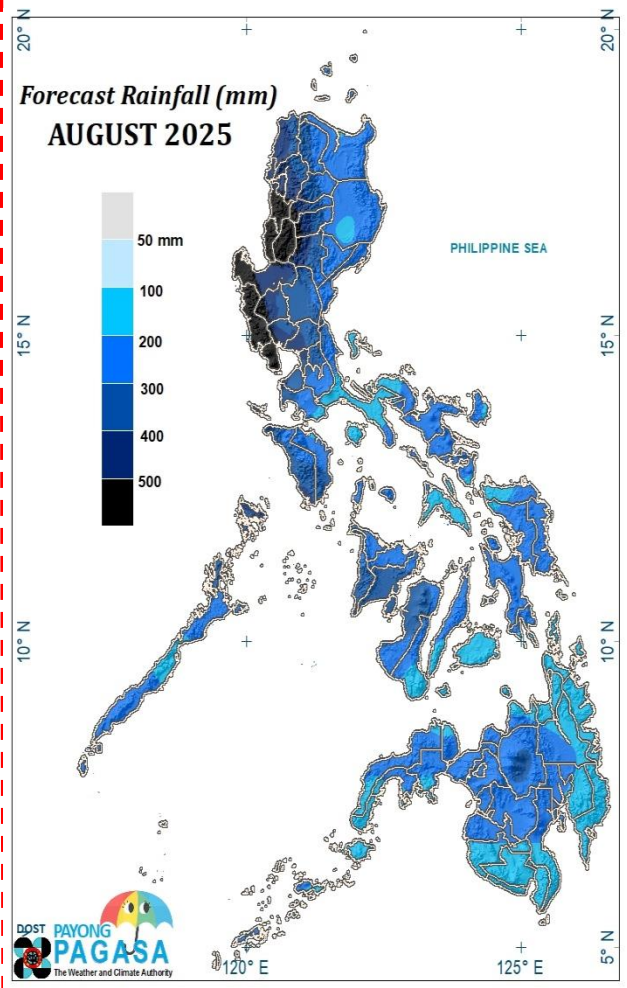 20° N
20° N
Forecast Rainfall (mm)
AUGUST 2025
50 mm
100
200
300
400
500
PHILIPPINE SEA
15° N
15° N
10° N
10° N
DOST
PAYONG
PAGASA
The Weather and Climate Authority
120° E
125° E
5° N